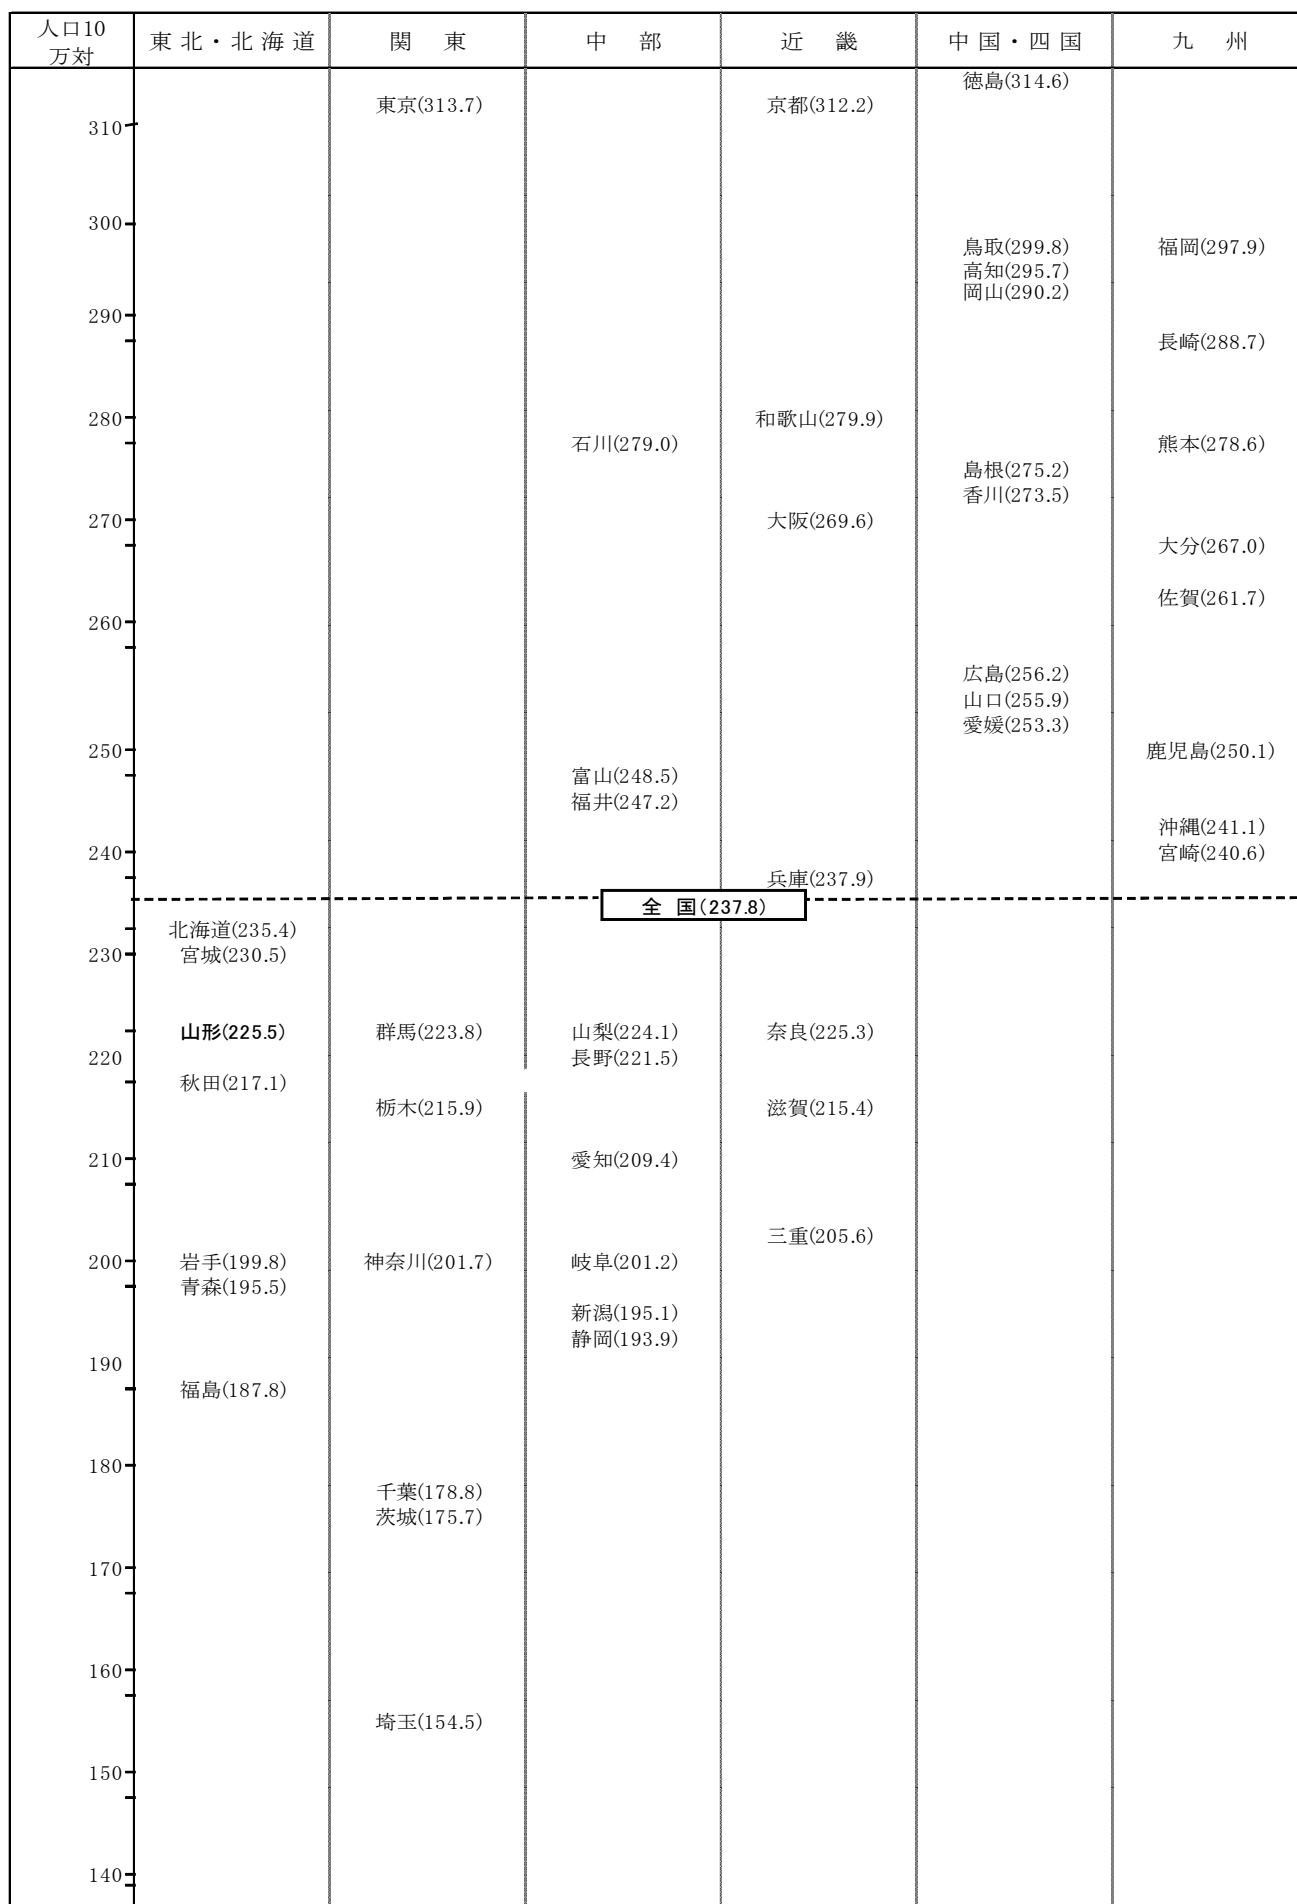 人口10万対 東北・北海道 関 東 中 部 近 畿 中国・四国 九 州
徳島(314.6)
東京(313.7) 京都(312.2)
310
300
鳥取(299.8) 福岡(297.9)
高知(295.7)
岡山(290.2)
290
長崎(288.7)
280 和歌山(279.9)
石川(279.0) 熊本(278.6)
島根(275.2)
香川(273.5)
270 大阪(269.6)
大分(267.0)
佐賀(261.7)
260
広島(256.2)
山口(255.9)
愛媛(253.3)
250 鹿児島(250.1)
富山(248.5)
福井(247.2)
沖縄(241.1)
240 宮崎(240.6)
兵庫(237.9)
全 国(237.8)
北海道(235.4)
230 宮城(230.5)
山形(225.5) 群馬(223.8) 山梨(224.1) 奈良(225.3)
220 長野(221.5)
秋田(217.1)
栃木(215.9) 滋賀(215.4)
210 愛知(209.4)
三重(205.6)
200 岩手(199.8) 神奈川(201.7) 岐阜(201.2)
青森(195.5)
新潟(195.1)
静岡(193.9)
190
福島(187.8)
180
千葉(178.8)
茨城(175.7)
170
160
埼玉(154.5)
150
140